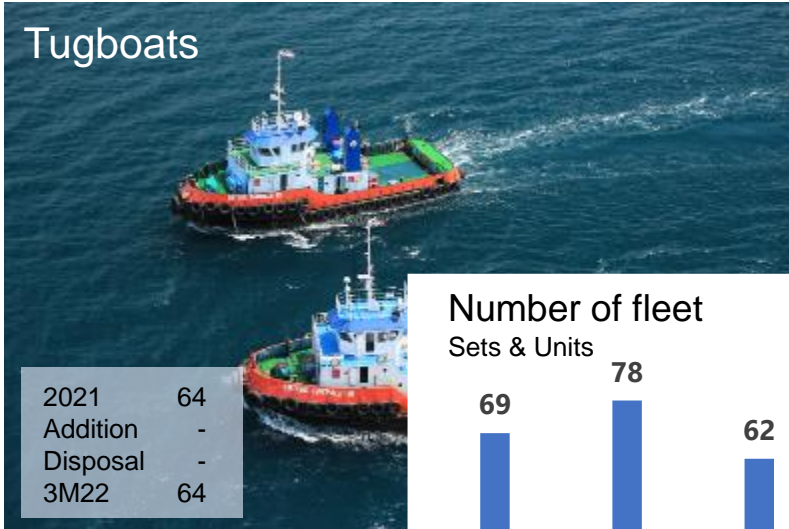 Tugboats
Number of fleet
Sets & Units
69
78
62
2021 64
Addition -
Disposal -
3M22 64